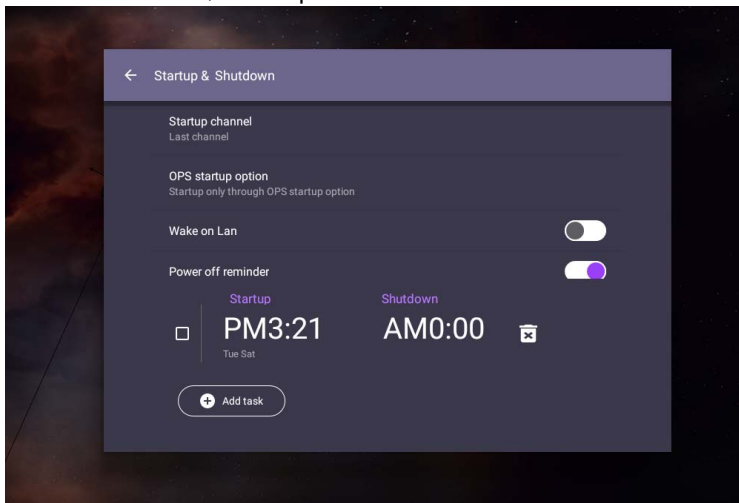 Startup & Shutdown
Startup channel
Last channel
OPS startup option
Startup only through OPS startup option
Wake on Lan
Power off reminder
Startup Shutdown
PM3:21 AM0:00
Tue Sat
Add task